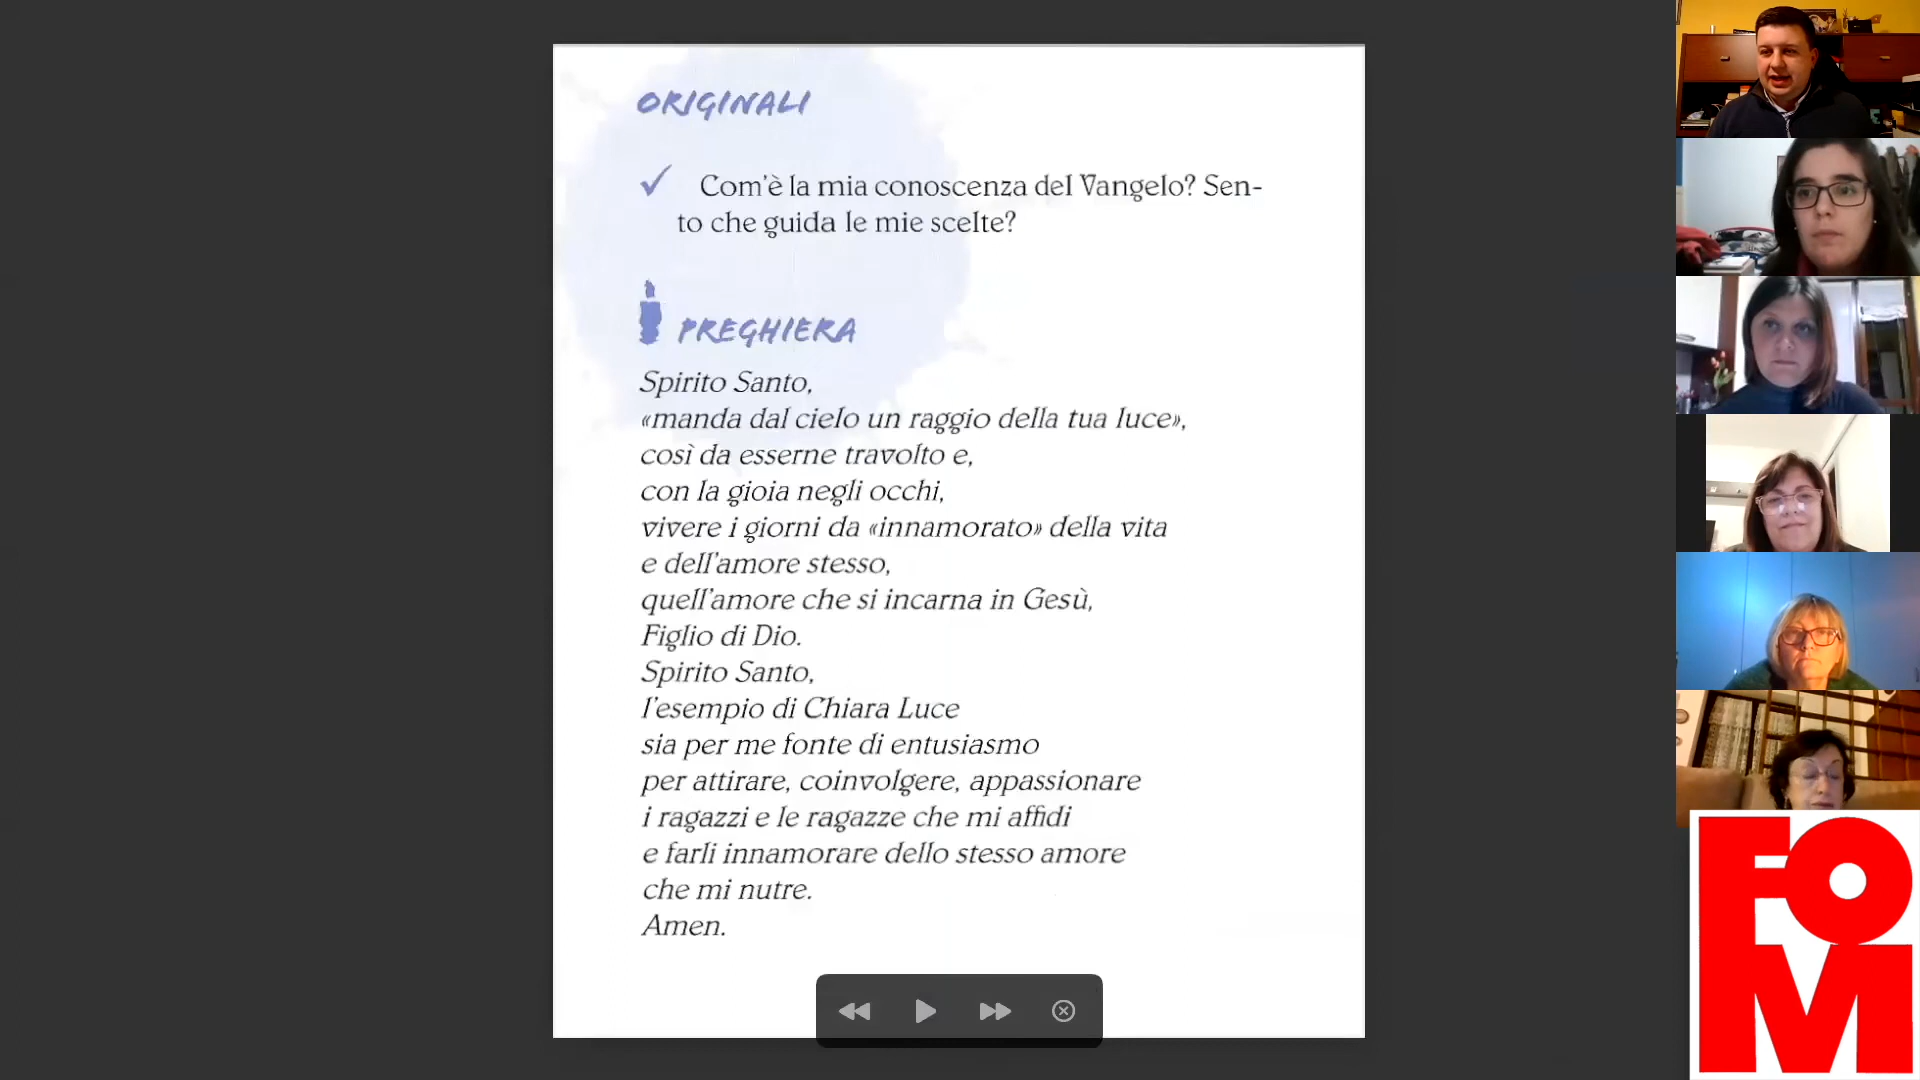 ORIGINALI
✓ Com'è la mia conoscenza del Vangelo? Sen-
to che guida le mie scelte?
PREGHIERA
Spirito Santo,
«manda dal cielo un raggio della tua luce»,
così da esserne travolto e,
con la gioia negli occhi,
vivere i giorni da «innamorato» della vita
e dell'amore stesso,
quell'amore che si incarna in Gesù,
Figlio di Dio.
Spirito Santo,
l'esempio di Chiara Luce
sia per me fonte di entusiasmo
per attirare, coinvolgere, appassionare
i ragazzi e le ragazze che mi affidi
e farli innamorare dello stesso amore
che mi nutre.
Amen.
FOM